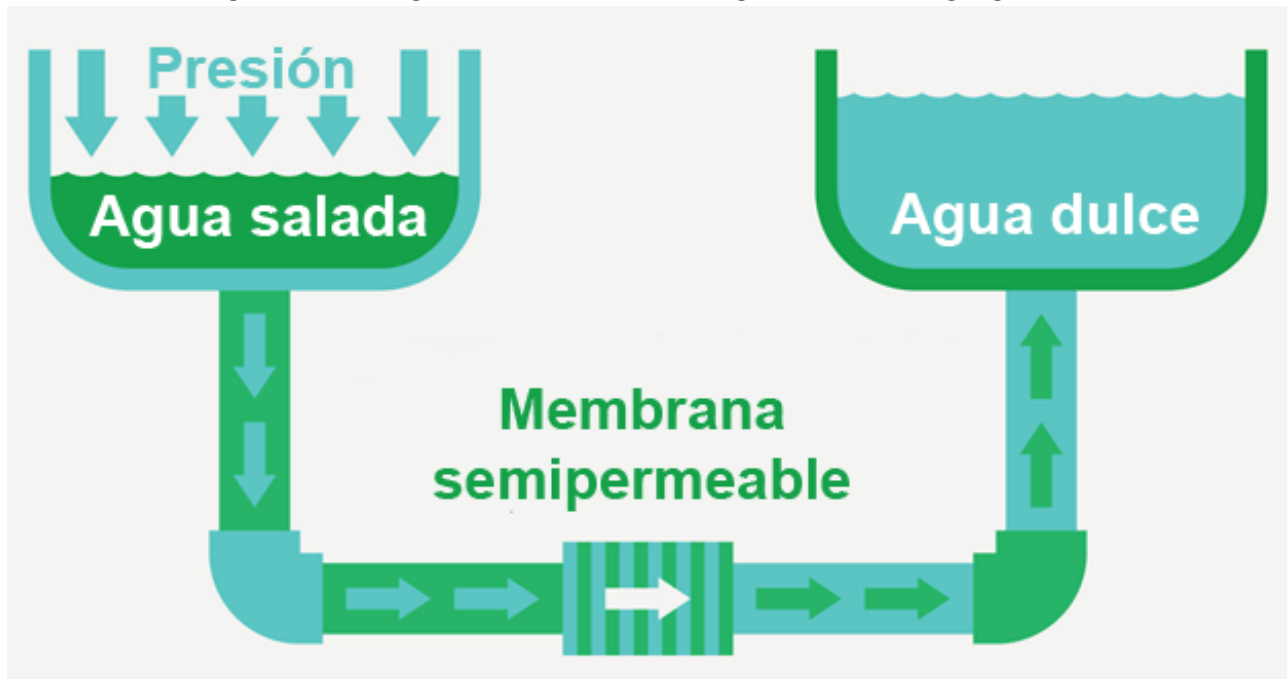 Presión
Agua salada
Agua dulce
Membrana
semipermeable